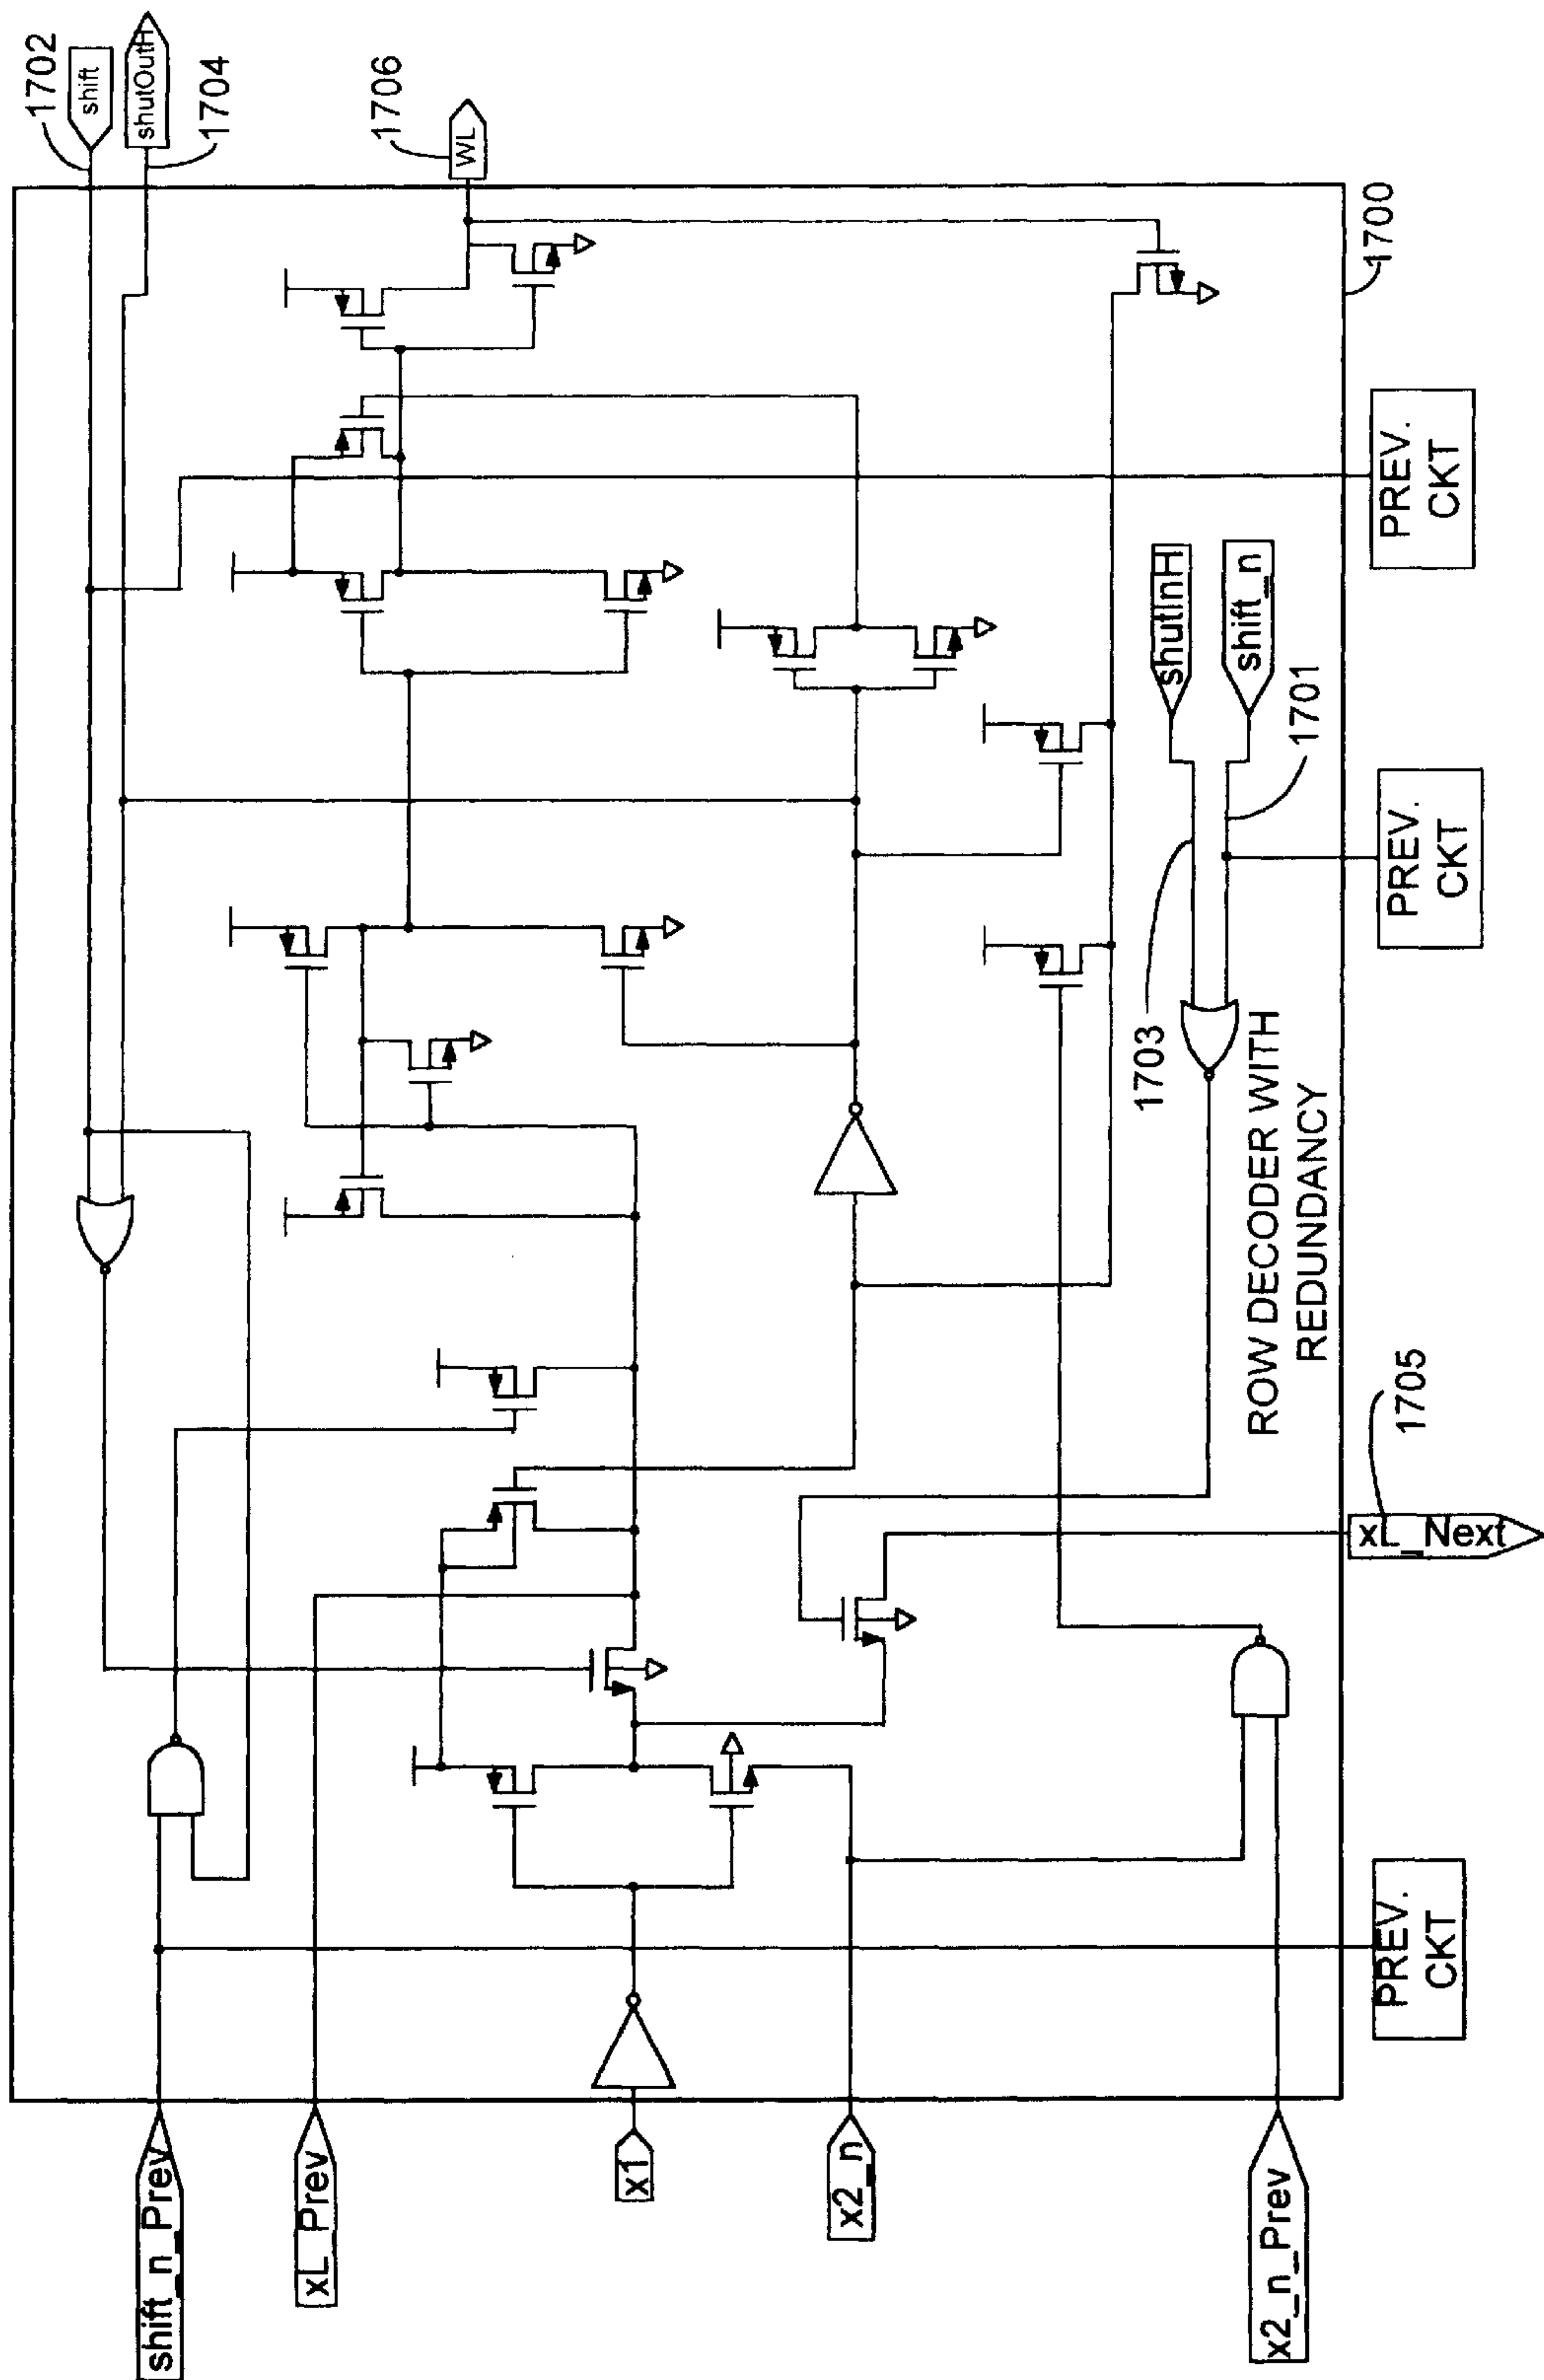 1702
shift
shutOutH
1704
1706
WL
1700
PREV.
CKT
shutInH
shift_n
1701
PREV.
CKT
1703
ROW DECODER WITH
REDUNDANCY
1705
xL_Next
PREV.
CKT
shift_n_Prev
xL_Prev
x1
x2_n
x2_n_Prev